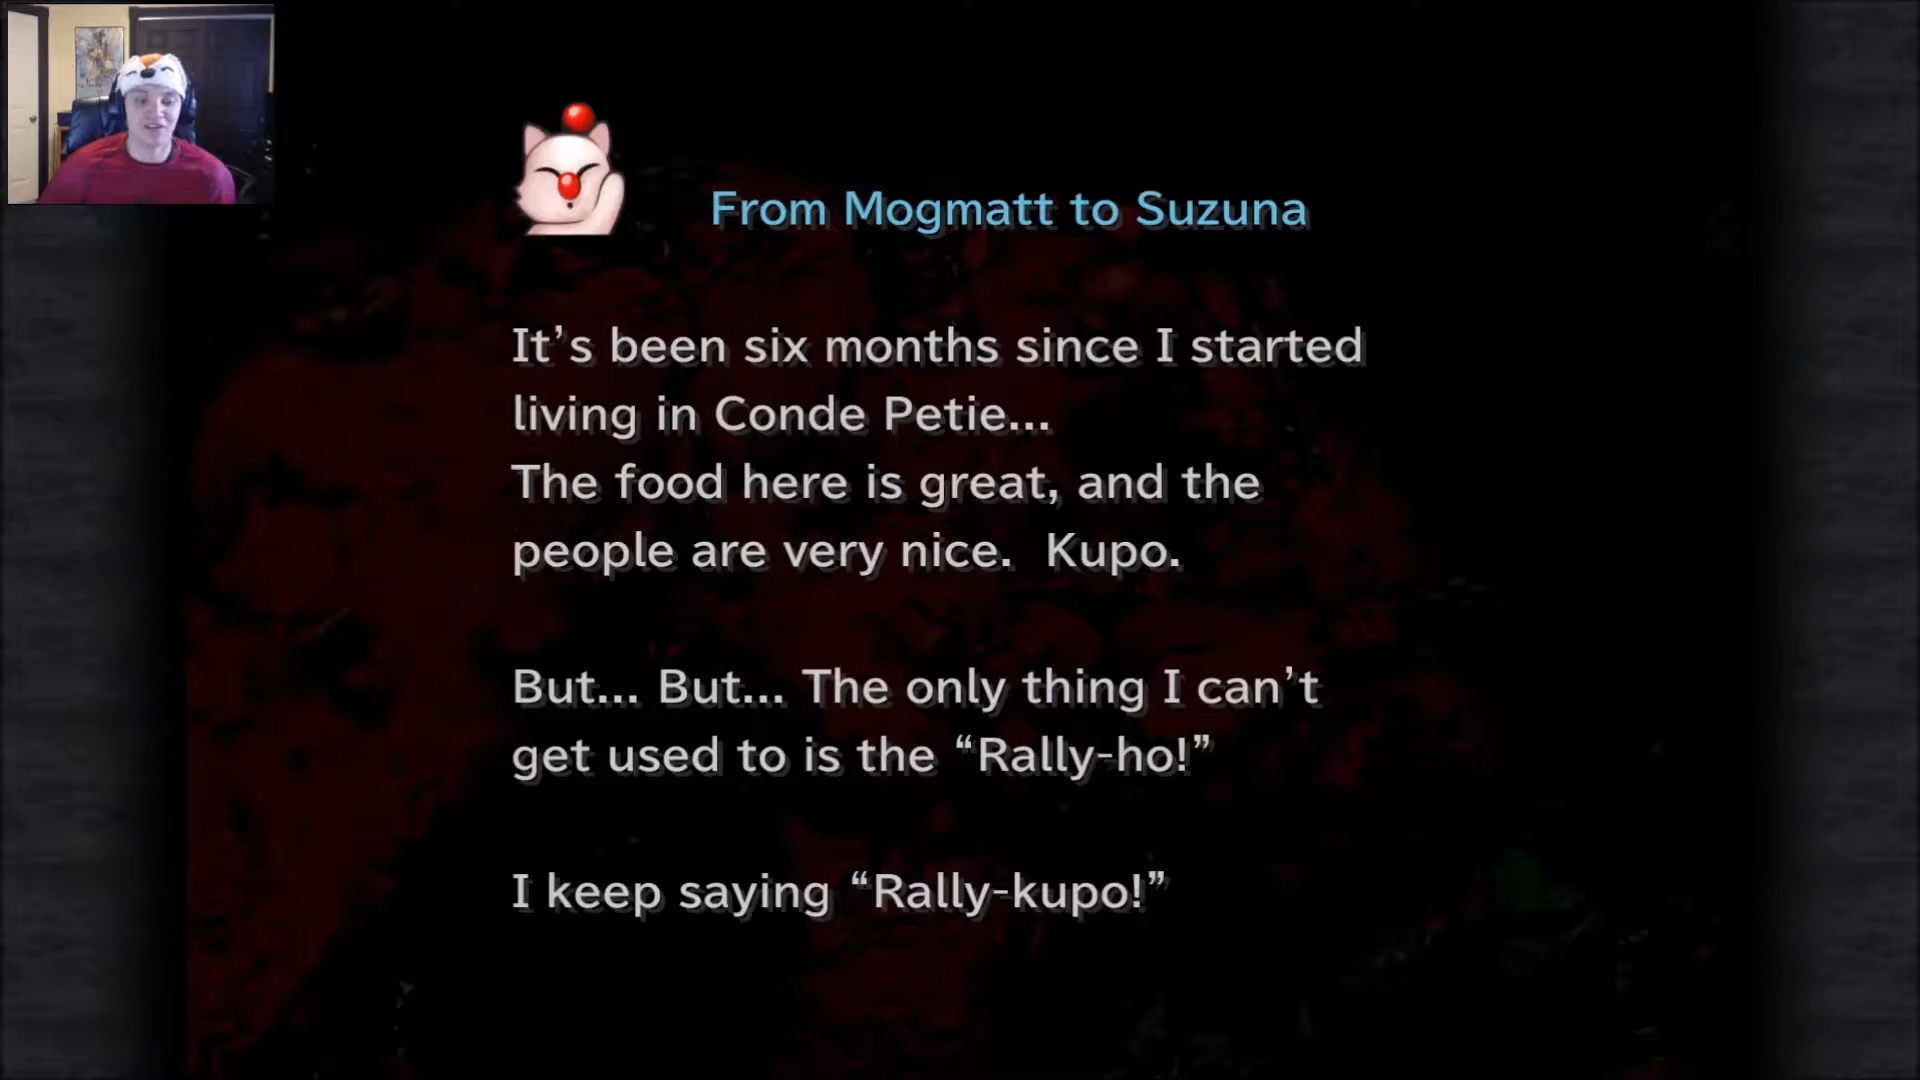 From Mogmatt to Suzuna
It's been six months since I started
living in Conde Petie...
The food here is great, and the
people are very nice.  Kupo.
But... But... The only thing I can't
get used to is the “Rally-ho!”
I keep saying “Rally-kupo!”